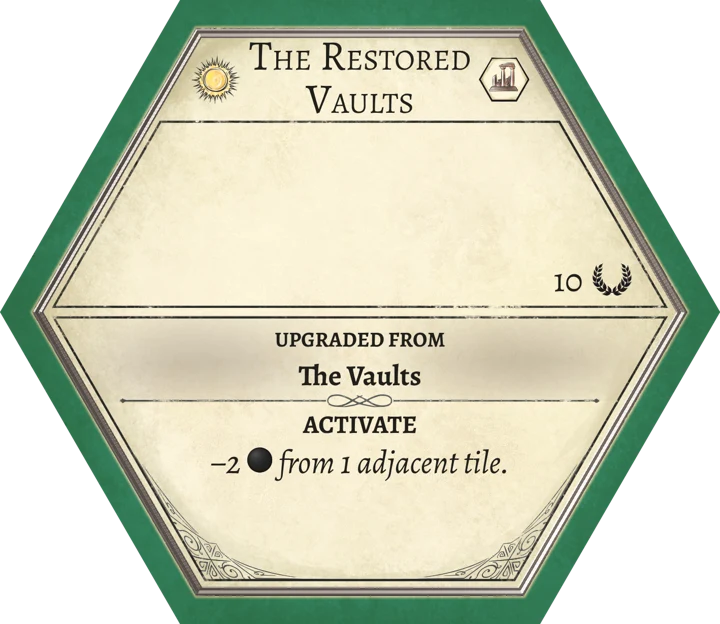 The Restored
Vaults
10
UPGRADED FROM
The Vaults
ACTIVATE
–2 from 1 adjacent tile.